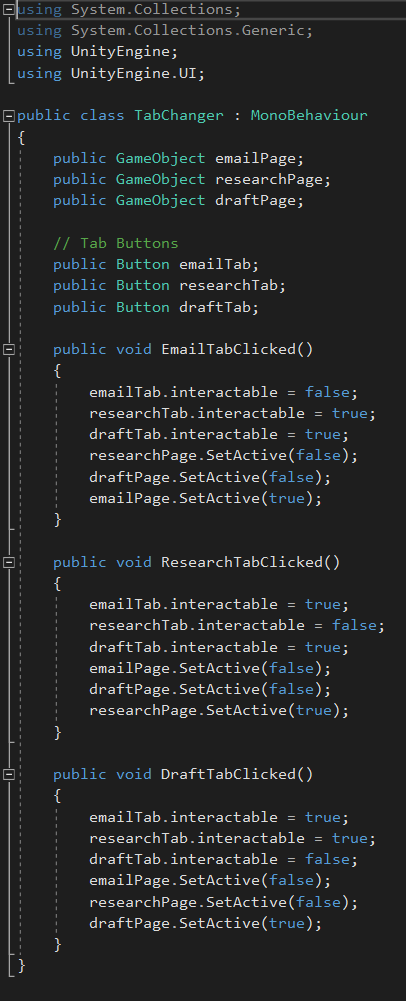 using System.Collections;
using System.Collections.Generic;
using UnityEngine;
using UnityEngine.UI;

public class TabChanger : MonoBehaviour
{
    public GameObject emailPage;
    public GameObject researchPage;
    public GameObject draftPage;

    // Tab Buttons
    public Button emailTab;
    public Button researchTab;
    public Button draftTab;

    public void EmailTabClicked()
    {
        emailTab.interactable = false;
        researchTab.interactable = true;
        draftTab.interactable = true;
        researchPage.SetActive(false);
        draftPage.SetActive(false);
        emailPage.SetActive(true);
    }

    public void ResearchTabClicked()
    {
        emailTab.interactable = true;
        researchTab.interactable = false;
        draftTab.interactable = true;
        emailPage.SetActive(false);
        draftPage.SetActive(false);
        researchPage.SetActive(true);
    }

    public void DraftTabClicked()
    {
        emailTab.interactable = true;
        researchTab.interactable = true;
        draftTab.interactable = false;
        emailPage.SetActive(false);
        researchPage.SetActive(false);
        draftPage.SetActive(true);
    }
}